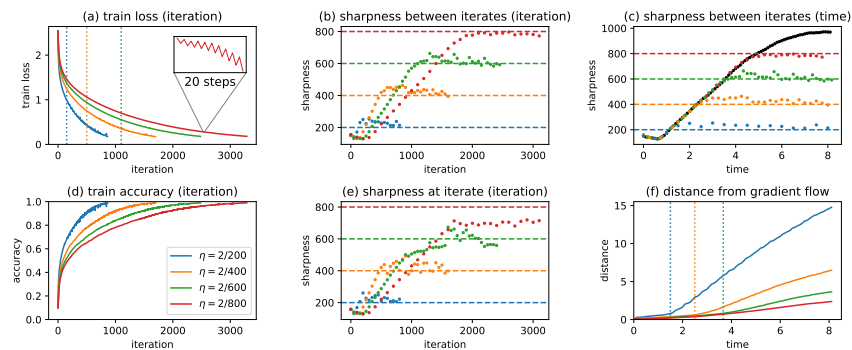 (a) train loss (iteration)
train loss
2
1
0
20 steps
0 1000 2000 3000
iteration
(b) sharpness between iterates (iteration)
sharpness
800
600
400
200
0 1000 2000 3000
iteration
(c) sharpness between iterates (time)
sharpness
1000
800
600
400
200
0 2 4 6 8
time
(d) train accuracy (iteration)
accuracy
1.0
0.8
0.6
0.4
0.2
0.0
η = 2/200
η = 2/400
η = 2/600
η = 2/800
0 1000 2000 3000
iteration
(e) sharpness at iterate (iteration)
sharpness
800
600
400
200
0 1000 2000 3000
iteration
(f) distance from gradient flow
distance
15
10
5
0
0 2 4 6 8
time